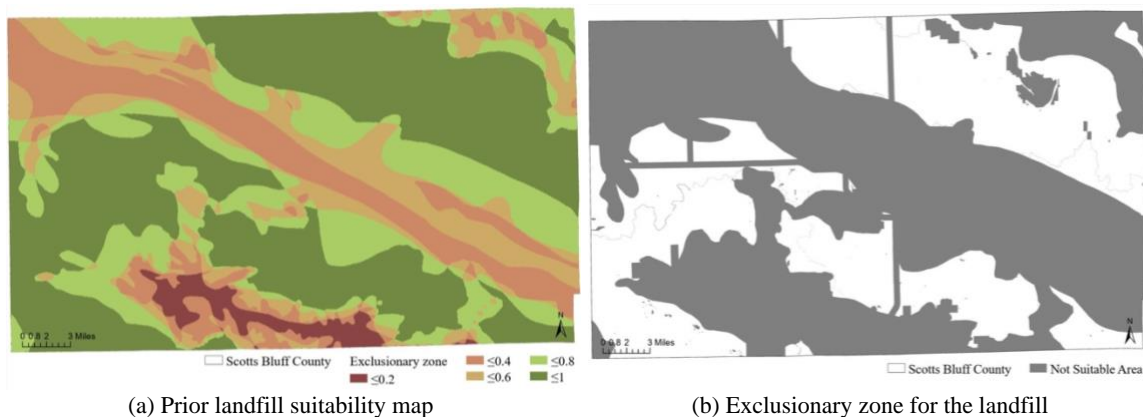 N
0 0.8 2 3 Miles
Scotts Bluff County
Exclusionary zone
≤0.2
≤0.4
≤0.6
≤0.8
≤1
(a) Prior landfill suitability map
N
0 0.8 2 3 Miles
Scotts Bluff County
Not Suitable Area
(b) Exclusionary zone for the landfill